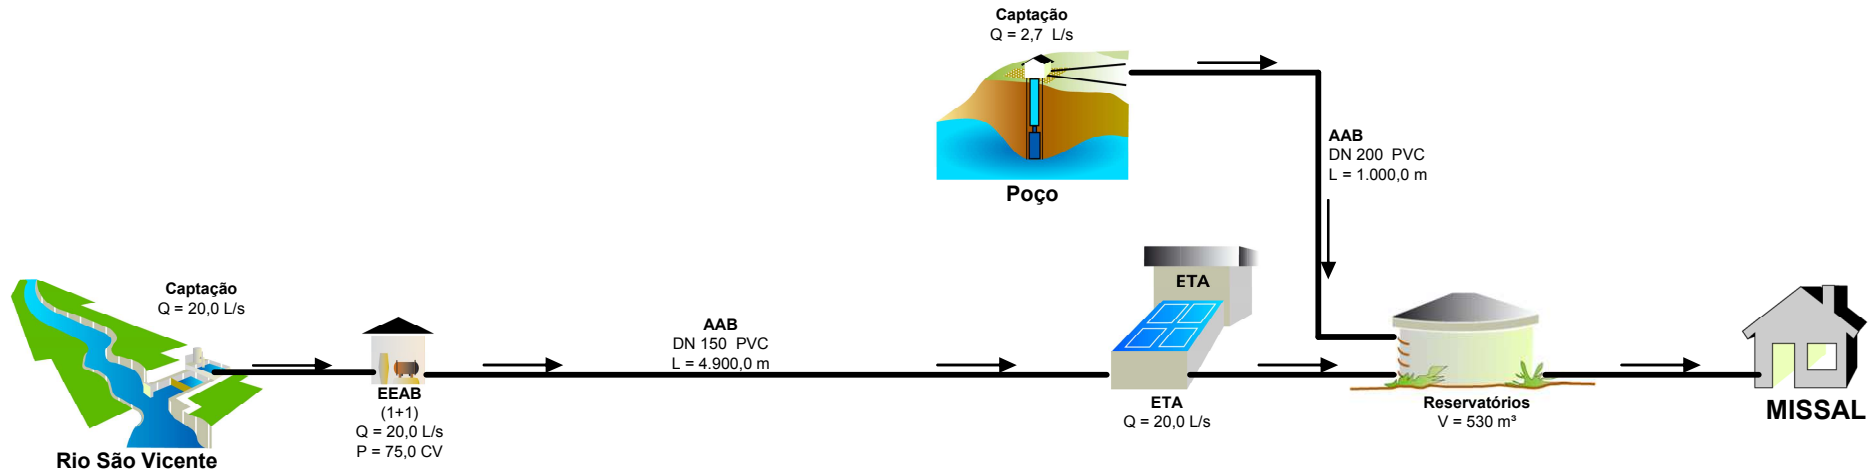 Captação
Q = 2,7 L/s
Poço
AAB
DN 200 PVC
L = 1.000,0 m
Captação
Q = 20,0 L/s
Rio São Vicente
EEAB
(1+1)
Q = 20,0 L/s
P = 75,0 CV
AAB
DN 150 PVC
L = 4.900,0 m
ETA
ETA
Q = 20,0 L/s
Reservatórios
V = 530 m³
MISSAL